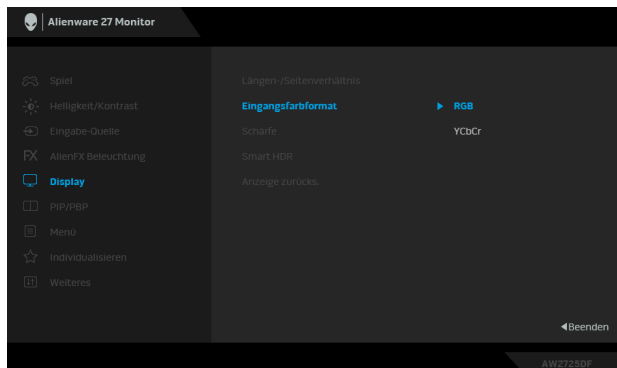 Alienware 27 Monitor
Spiel
Helligkeit/Kontrast
Eingabe-Quelle
FX AlienFX Beleuchtung
Display
PIP/PBP
Menü
Individualisieren
Weiteres
Längen-/Seitenverhältnis
Eingangsfarbformat
RGB
YCbCr
Schärfe
Smart HDR
Anzeige zurücks.
Beenden
AW2725DF